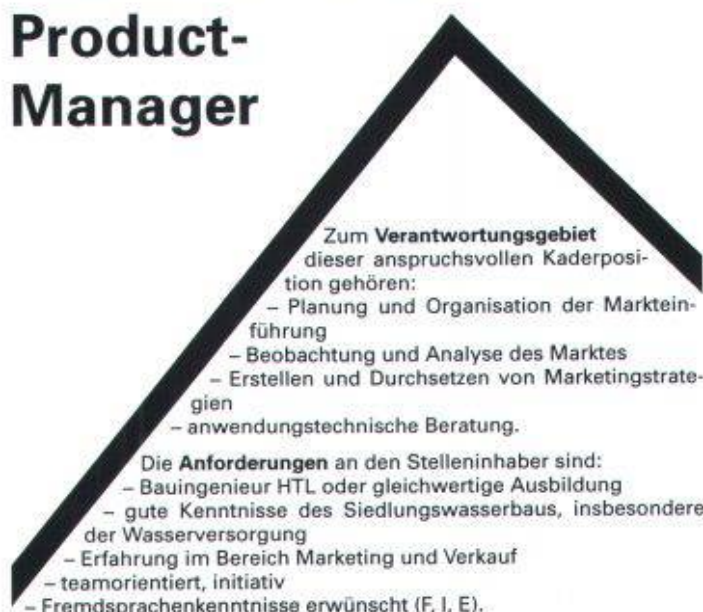 Product-
Manager
Zum Verantwortungsgebiet
dieser anspruchsvollen Kaderposi-
tion gehören:
– Planung und Organisation der Marktein-
führung
– Beobachtung und Analyse des Marktes
– Erstellen und Durchsetzen von Marketingstrate-
gien
– anwendungstechnische Beratung.
Die Anforderungen an den Stelleninhaber sind:
– Bauingenieur HTL oder gleichwertige Ausbildung
– gute Kenntnisse des Siedlungswasserbaus, insbesondere
der Wasserversorgung
– Erfahrung im Bereich Marketing und Verkauf
– teamorientiert, initiativ
– Fremdsprachenkenntnisse erwünscht (F, I, E).